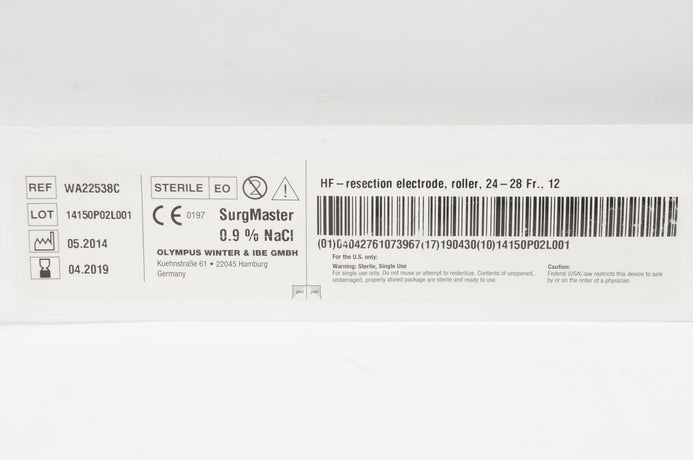 REF WA22538C
LOT 14150P02L001
05.2014
04.2019
STERILE EO
CE 0197 SurgMaster
0.9 % NaCl
OLYMPUS WINTER & IBE GMBH
Kuehnstraße 61 • 22045 Hamburg
Germany
HF – resection electrode, roller, 24 – 28 Fr., 12
(01)04042761073967(17)190430(10)14150P02L001
For the U.S. only:
Warning: Sterile, Single Use
For single use only. Do not reuse or attempt to resterilize. Contents of unopened,
undamaged, properly stored package are sterile and ready to use.
Caution:
Federal (USA) law restricts this device to sale
by or on the order of a physician.